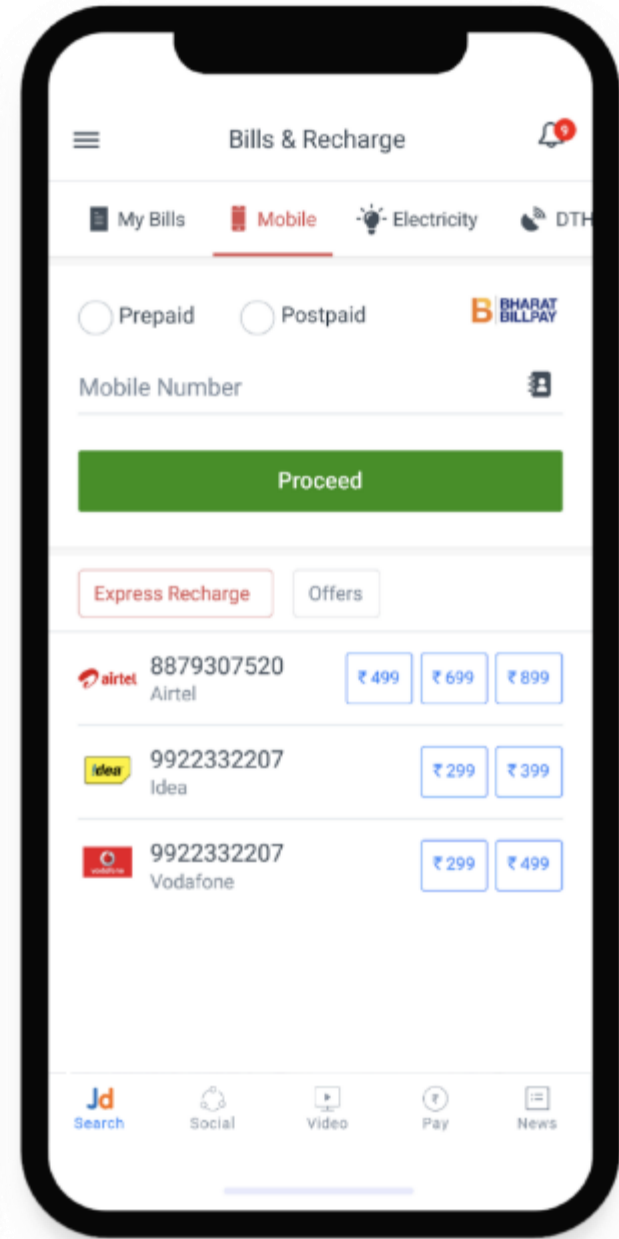 Bills & Recharge
9
My Bills Mobile Electricity DTH
Prepaid Postpaid B BHARAT BILLPAY
Mobile Number
Proceed
Express Recharge Offers
airtel 8879307520 ₹ 499 ₹ 699 ₹ 899
Airtel
idea 9922332207 ₹ 299 ₹ 399
Idea
vodafone 9922332207 ₹ 299 ₹ 499
Vodafone
Jd
Search Social Video Pay News